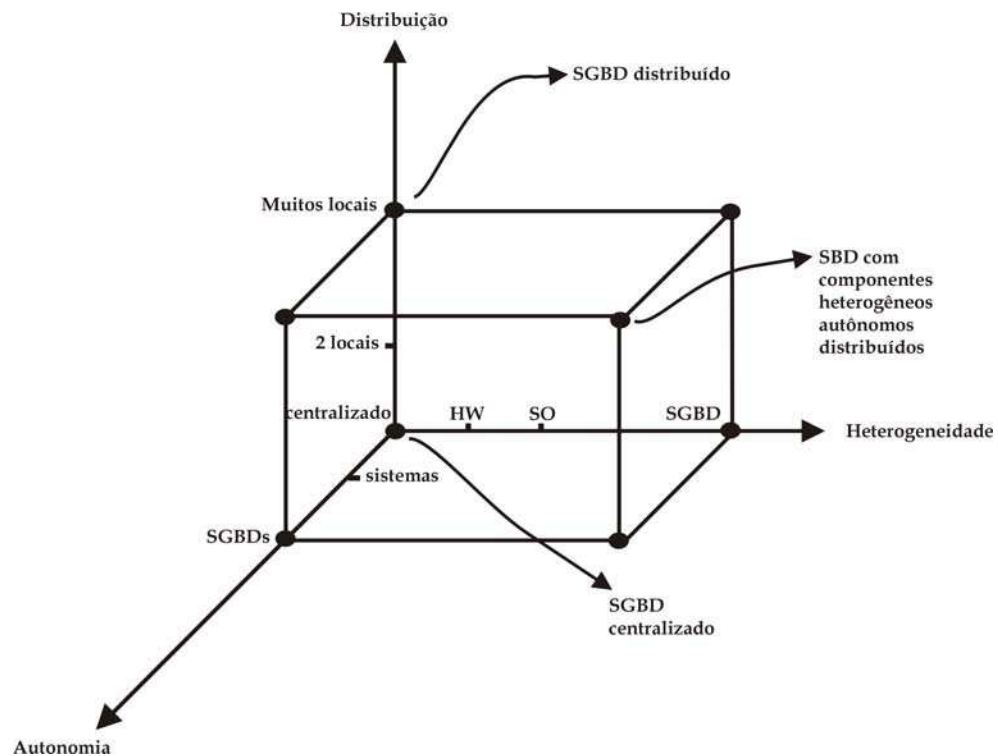 Distribuição
SGBD distribuído
Muitos locais
SBD com
componentes
heterogêneos
autônomos
distribuídos
2 locais
centralizado
HW
SO
SGBD
Heterogeneidade
sistemas
SGBDs
SGBD
centralizado
Autonomia